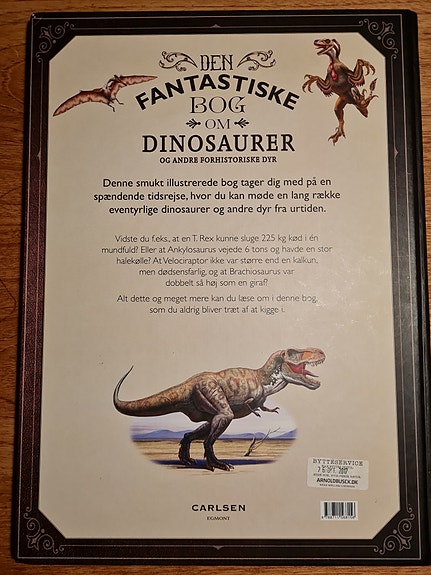 DEN
FANTASTISKE
BOG
OM
DINOSAURER
OG ANDRE FORHISTORISKE DYR
Denne smukt illustrerede bog tager dig med på en
spændende tidsrejse, hvor du kan møde en lang række
eventyrlige dinosaurer og andre dyr fra urtiden.
Vidste du f.eks., at en T. Rex kunne sluge 225 kg kød i én
mundfuld? Eller at Ankylosaurus vejede 6 tons og havde en stor
halekølle? At Velociraptor ikke var større end en kalkun,
men dødsensfarlig, og at Brachiosaurus var
dobbelt så høj som en giraf?
Alt dette og meget mere kan du læse om i denne bog,
som du aldrig bliver træt af at kigge i.
BYTTESERVICE
ARNOLDBUSCK.DK
CARLSEN
EGMONT